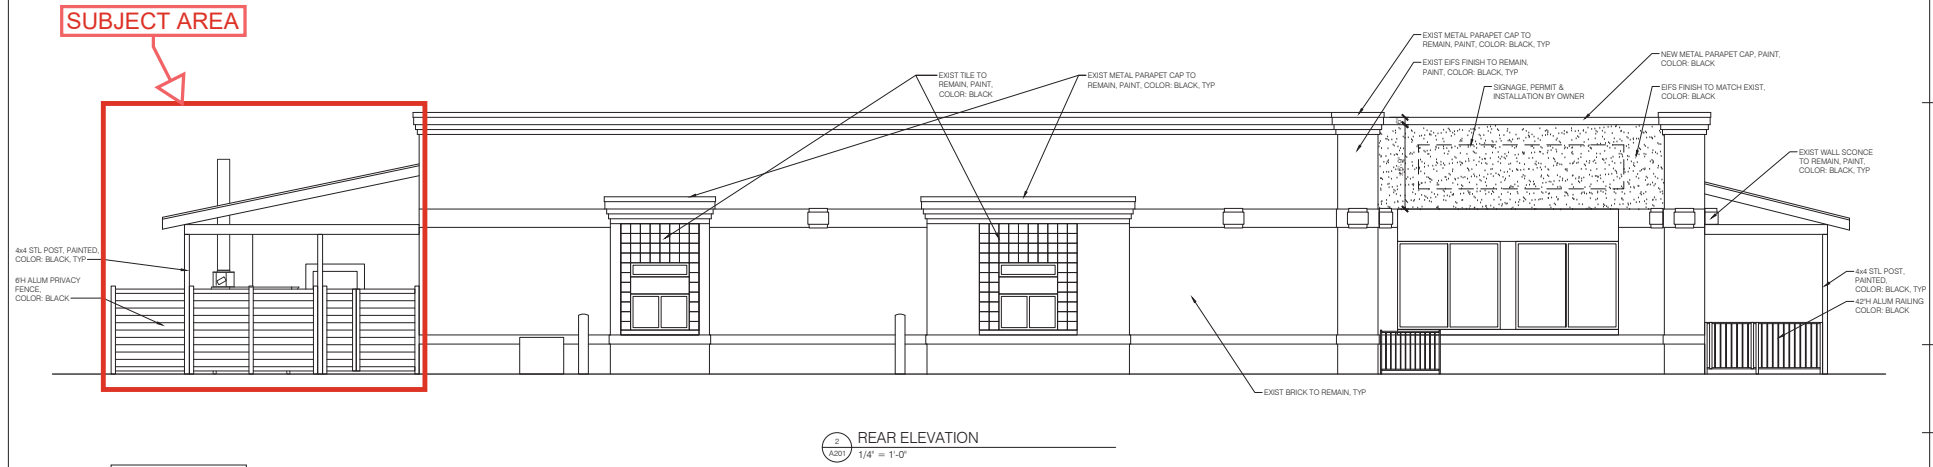 SUBJECT AREA
EXIST METAL PARAPET CAP TO
REMAIN, PAINT, COLOR: BLACK, TYP
NEW METAL PARAPET CAP, PAINT,
COLOR: BLACK
EXIST EIFS FINISH TO REMAIN,
PAINT, COLOR: BLACK, TYP
EXIST TILE TO
REMAIN, PAINT,
COLOR: BLACK
EXIST METAL PARAPET CAP TO
REMAIN, PAINT, COLOR: BLACK, TYP
SIGNAGE, PERMIT &
INSTALLATION BY OWNER
EIFS FINISH TO MATCH EXIST,
COLOR: BLACK
EXIST WALL SCONCE
TO REMAIN, PAINT,
COLOR: BLACK, TYP
4x4 STL POST, PAINTED,
COLOR: BLACK, TYP
6'H ALUM PRIVACY
FENCE,
COLOR: BLACK
4x4 STL POST,
PAINTED,
COLOR: BLACK, TYP
42"H ALUM RAILING
COLOR: BLACK
EXIST BRICK TO REMAIN, TYP
2
A201
REAR ELEVATION
1/4" = 1'-0"